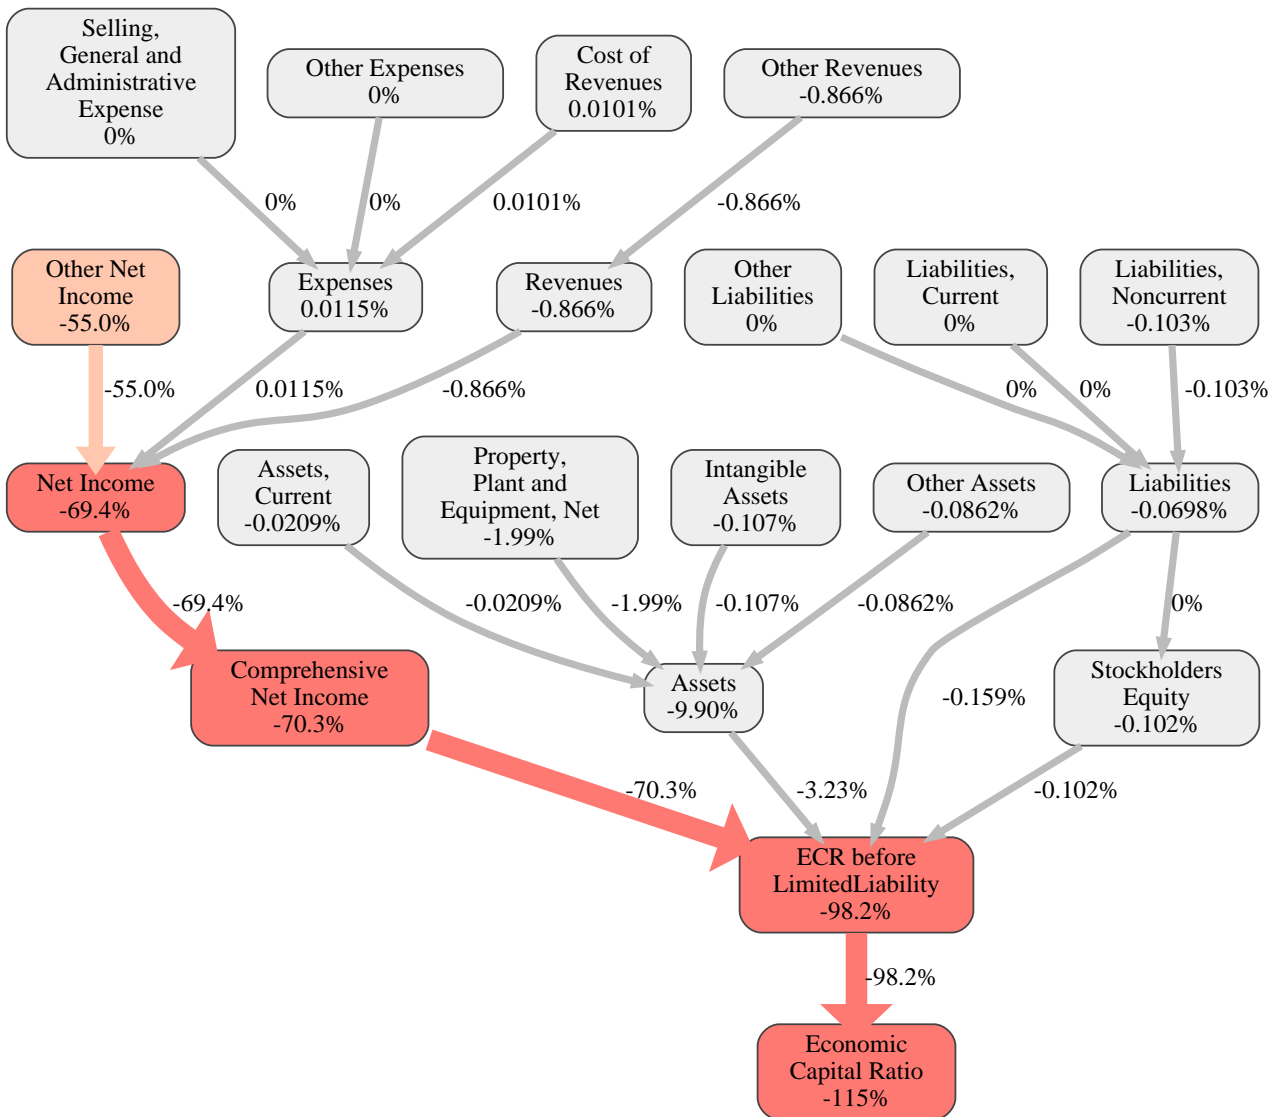 Selling,
General and
Administrative
Expense
0%
Other Expenses
0%
Cost of
Revenues
0.0101%
Other Revenues
-0.866%
0%
0%
0.0101%
-0.866%
Other Net
Income
-55.0%
Expenses
0.0115%
Revenues
-0.866%
Other
Liabilities
0%
Liabilities,
Current
0%
Liabilities,
Noncurrent
-0.103%
-55.0%
0.0115%
-0.866%
0%
0%
-0.103%
Net Income
-69.4%
Assets,
Current
-0.0209%
Property,
Plant and
Equipment, Net
-1.99%
Intangible
Assets
-0.107%
Other Assets
-0.0862%
Liabilities
-0.0698%
-69.4%
-0.0209%
-1.99%
-0.107%
-0.0862%
0%
Comprehensive
Net Income
-70.3%
Assets
-9.90%
-0.159%
Stockholders
Equity
-0.102%
-70.3%
-3.23%
-0.102%
ECR before
LimitedLiability
-98.2%
-98.2%
Economic
Capital Ratio
-115%